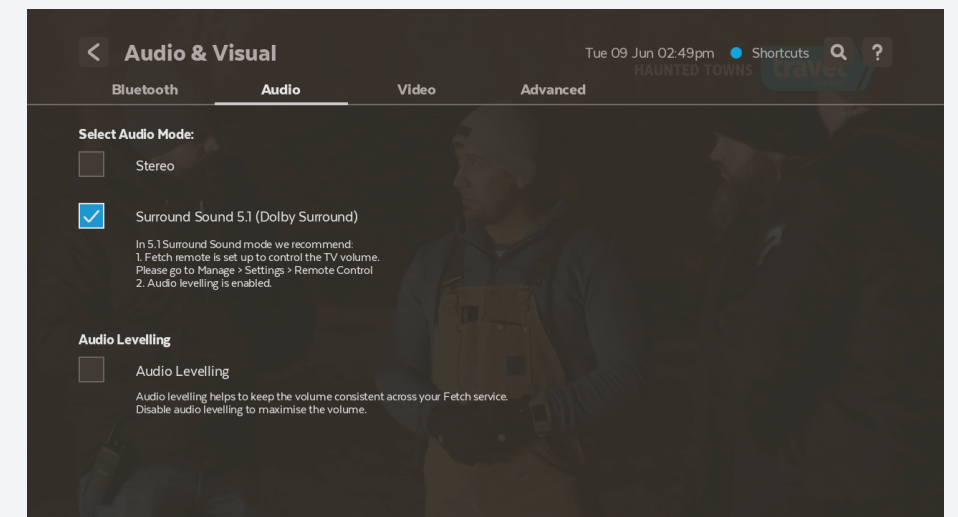 Audio & Visual
Tue 09 Jun 02:49pm
Shortcuts
?
HAUNTED TOWNS
travel
Bluetooth
Audio
Video
Advanced
Select Audio Mode:
Stereo
Surround Sound 5.1 (Dolby Surround)
In 5.1 Surround Sound mode we recommend:
1. Fetch remote is set up to control the TV volume.
Please go to Manage > Settings > Remote Control
2. Audio levelling is enabled.
Audio Levelling
Audio Levelling
Audio levelling helps to keep the volume consistent across your Fetch service.
Disable audio levelling to maximise the volume.